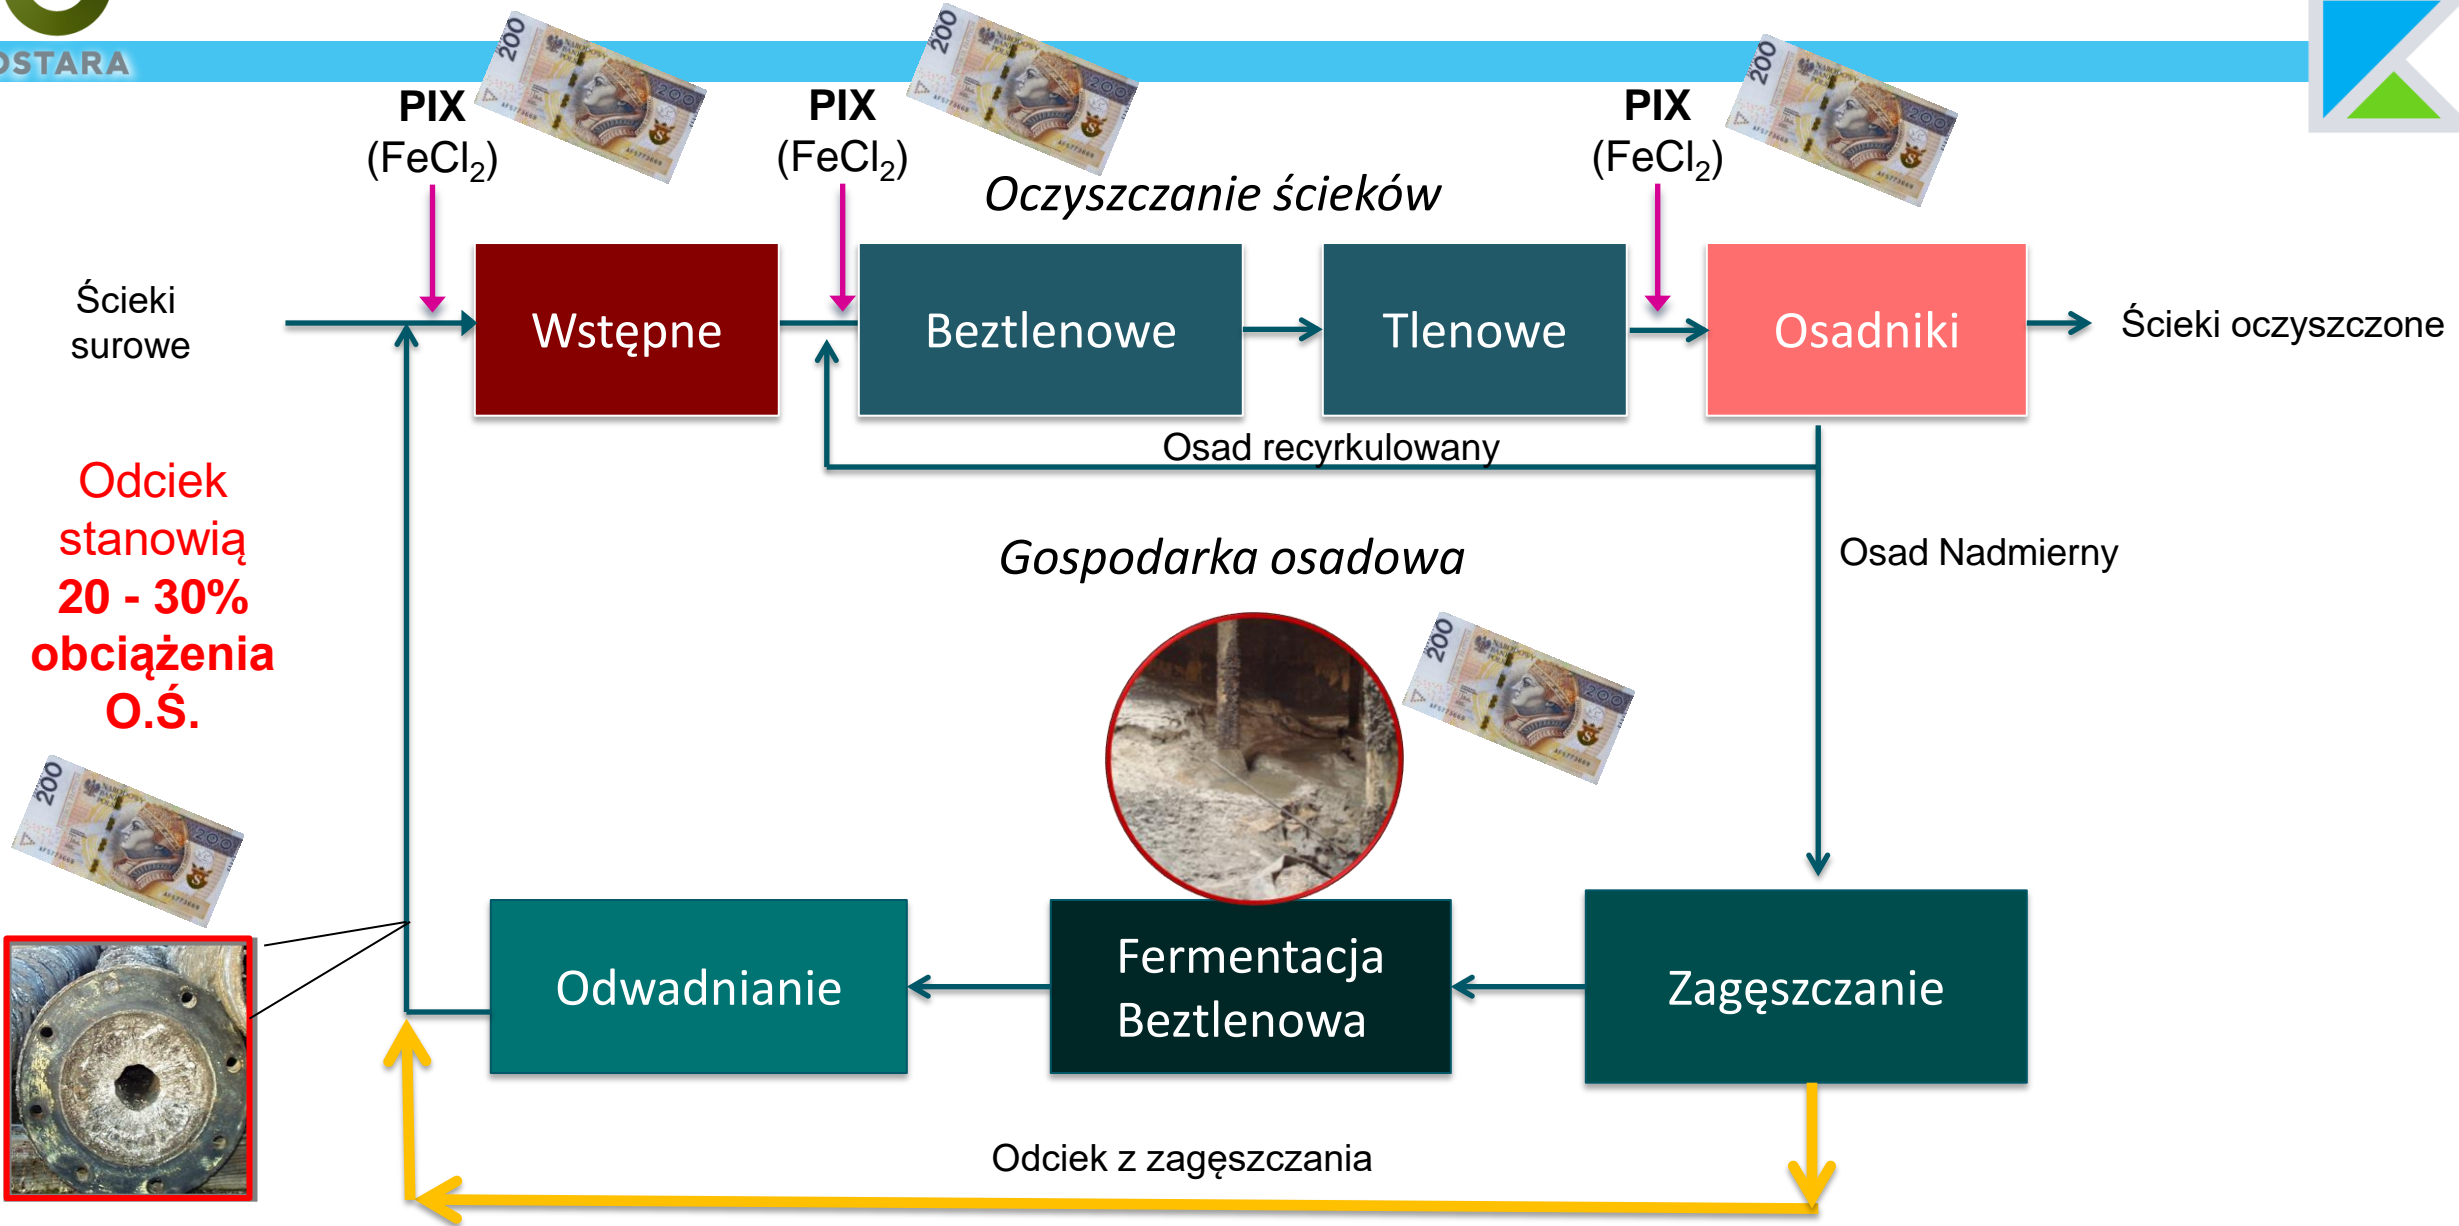 OSTARA
PIX
(FeCl₂)
PIX
(FeCl₂)
PIX
(FeCl₂)
200
200
200
Oczyszczanie ścieków
Ścieki
surowe
Wstępne
Beztlenowe
Tlenowe
Osadniki
Ścieki oczyszczone
Osad recyrkulowany
Odciek
stanowią
20 - 30%
obciążenia
O.Ś.
Gospodarka osadowa
Osad Nadmierny
200
200
Odwadnianie
Fermentacja
Beztlenowa
Zagęszczanie
Odciek z zagęszczania